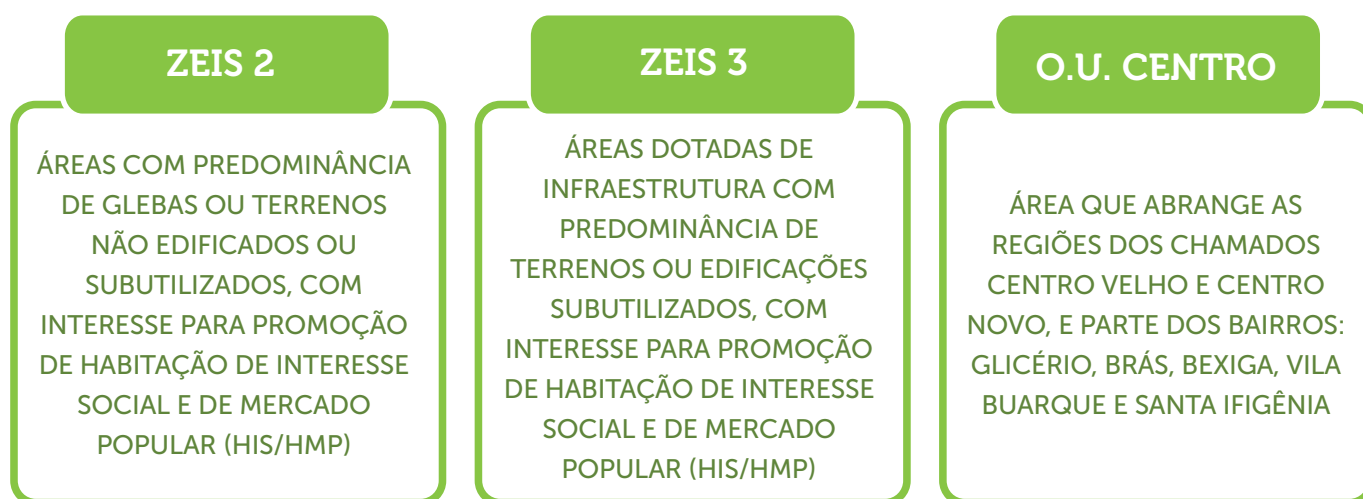 ZEIS 2
ÁREAS COM PREDOMINÂNCIA
DE GLEBAS OU TERRENOS
NÃO EDIFICADOS OU
SUBUTILIZADOS, COM
INTERESSE PARA PROMOÇÃO
DE HABITAÇÃO DE INTERESSE
SOCIAL E DE MERCADO
POPULAR (HIS/HMP)
ZEIS 3
ÁREAS DOTADAS DE
INFRAESTRUTURA COM
PREDOMINÂNCIA DE
TERRENOS OU EDIFICAÇÕES
SUBUTILIZADOS, COM
INTERESSE PARA PROMOÇÃO
DE HABITAÇÃO DE INTERESSE
SOCIAL E DE MERCADO
POPULAR (HIS/HMP)
O.U. CENTRO
ÁREA QUE ABRANGE AS
REGIÕES DOS CHAMADOS
CENTRO VELHO E CENTRO
NOVO, E PARTE DOS BAIRROS:
GLICÉRIO, BRÁS, BEXIGA, VILA
BUARQUE E SANTA IFIGÊNIA